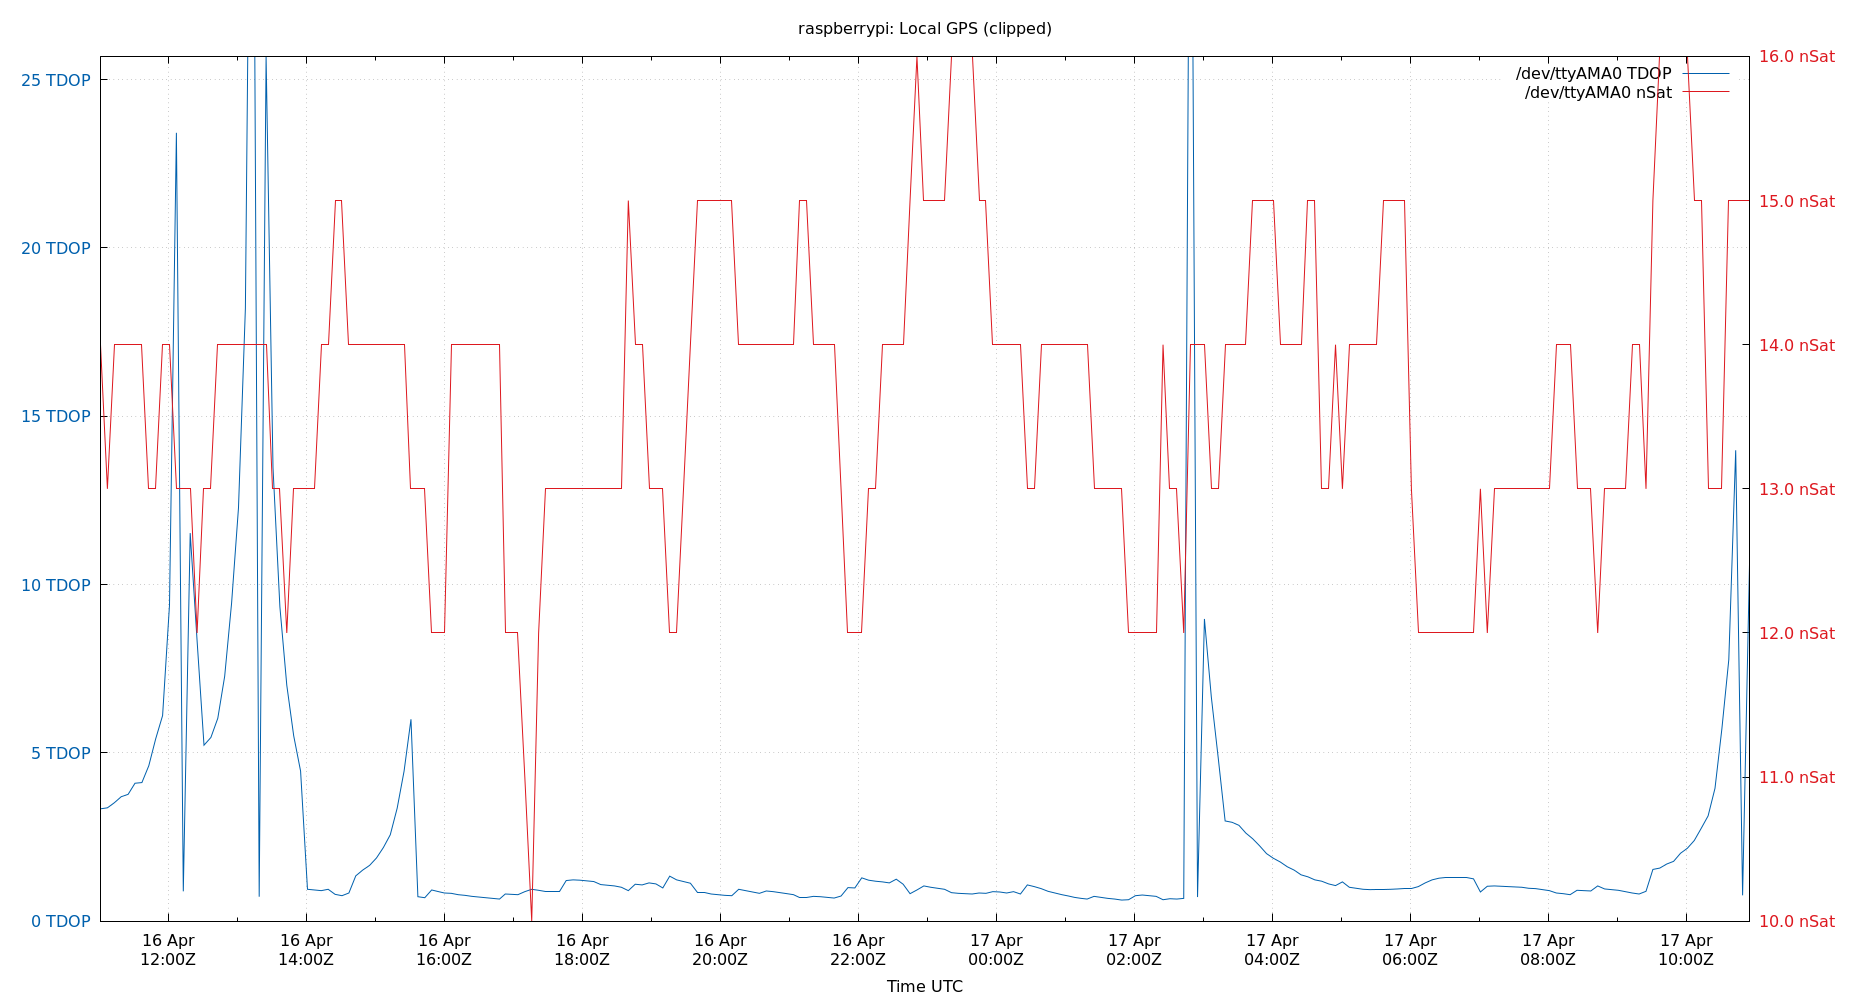 raspberrypi: Local GPS (clipped)
25 TDOP
20 TDOP
15 TDOP
10 TDOP
5 TDOP
0 TDOP
16.0 nSat
15.0 nSat
14.0 nSat
13.0 nSat
12.0 nSat
11.0 nSat
10.0 nSat
/dev/ttyAMA0 TDOP
/dev/ttyAMA0 nSat
16 Apr
12:00Z
16 Apr
14:00Z
16 Apr
16:00Z
16 Apr
18:00Z
16 Apr
20:00Z
16 Apr
22:00Z
17 Apr
00:00Z
17 Apr
02:00Z
17 Apr
04:00Z
17 Apr
06:00Z
17 Apr
08:00Z
17 Apr
10:00Z
Time UTC